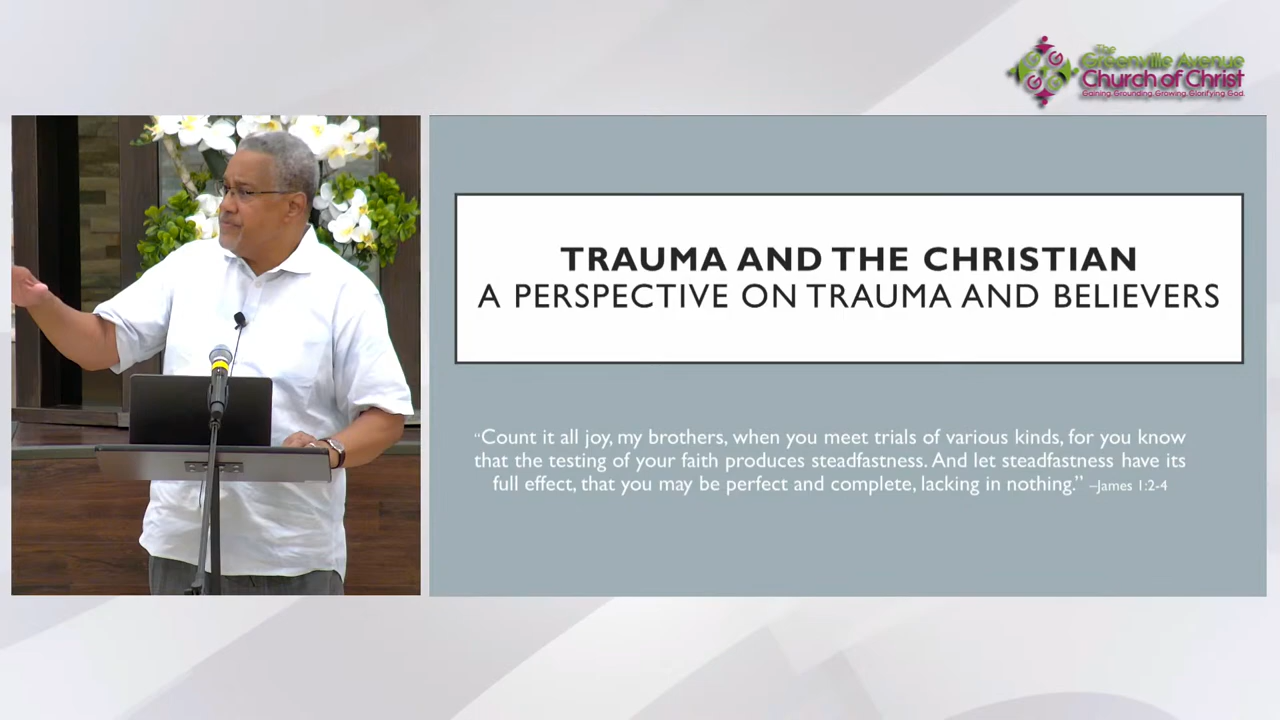 The
Greenville Avenue
Church of Christ
Gaining. Grounding. Growing. Glorifying God.
TRAUMA AND THE CHRISTIAN
A PERSPECTIVE ON TRAUMA AND BELIEVERS
“Count it all joy, my brothers, when you meet trials of various kinds, for you know
that the testing of your faith produces steadfastness. And let steadfastness have its
full effect, that you may be perfect and complete, lacking in nothing.” –James 1:2-4